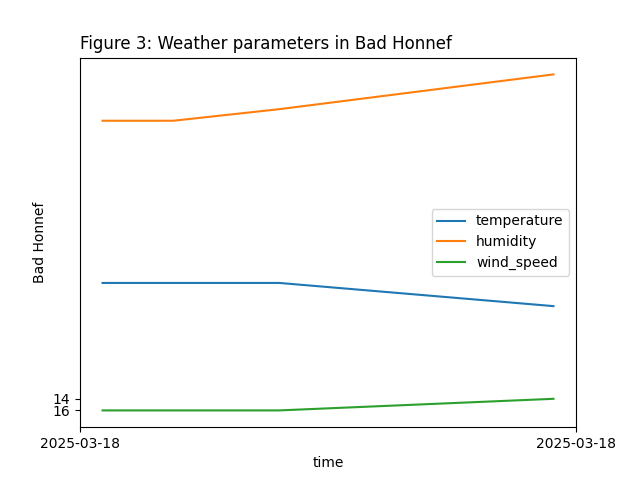 Figure 3: Weather parameters in Bad Honnef
Bad Honnef
temperature
humidity
wind_speed
14
16
2025-03-18
2025-03-18
time